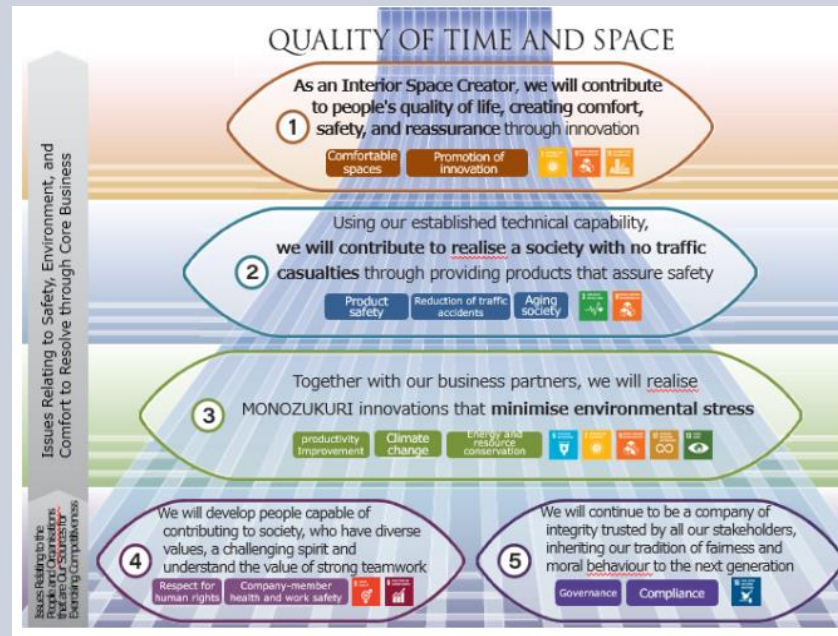 QUALITY OF TIME AND SPACE
As an Interior Space Creator, we will contribute
to people's quality of life, creating comfort,
safety, and reassurance through innovation
1
Comfortable
spaces
Promotion of
innovation
Using our established technical capability,
we will contribute to realise a society with no traffic
casualties through providing products that assure safety
2
Product
safety
Reduction of traffic
accidents
Aging
society
Together with our business partners, we will realise
MONOZUKURI innovations that minimise environmental stress
3
productivity
Improvement
Climate
change
Energy and
resource
conservation
We will develop people capable of
contributing to society, who have diverse
values, a challenging spirit and
understand the value of strong teamwork
4
Respect for
human rights
Company-member
health and work safety
We will continue to be a company of
integrity trusted by all our stakeholders,
inheriting our tradition of fairness and
moral behaviour to the next generation
5
Governance
Compliance
Issues Relating to Safety, Environment, and
Comfort to Resolve through Core Business
Issues Relating to the
People and Organisations
that are Our Sources for
Exercising Competitiveness